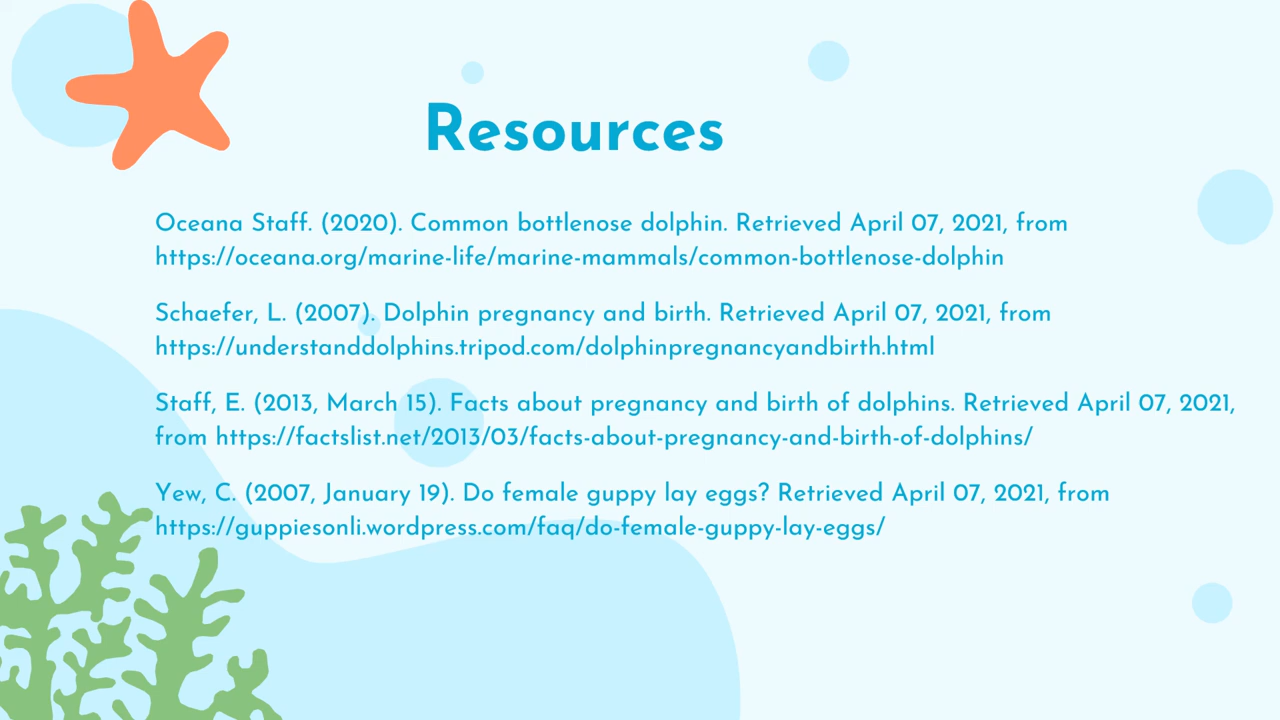 Resources
Oceana Staff. (2020). Common bottlenose dolphin. Retrieved April 07, 2021, from
https://oceana.org/marine-life/marine-mammals/common-bottlenose-dolphin
Schaefer, L. (2007). Dolphin pregnancy and birth. Retrieved April 07, 2021, from
https://understanddolphins.tripod.com/dolphinpregnancyandbirth.html
Staff, E. (2013, March 15). Facts about pregnancy and birth of dolphins. Retrieved April 07, 2021,
from https://factslist.net/2013/03/facts-about-pregnancy-and-birth-of-dolphins/
Yew, C. (2007, January 19). Do female guppy lay eggs? Retrieved April 07, 2021, from
https://guppiesonli.wordpress.com/faq/do-female-guppy-lay-eggs/